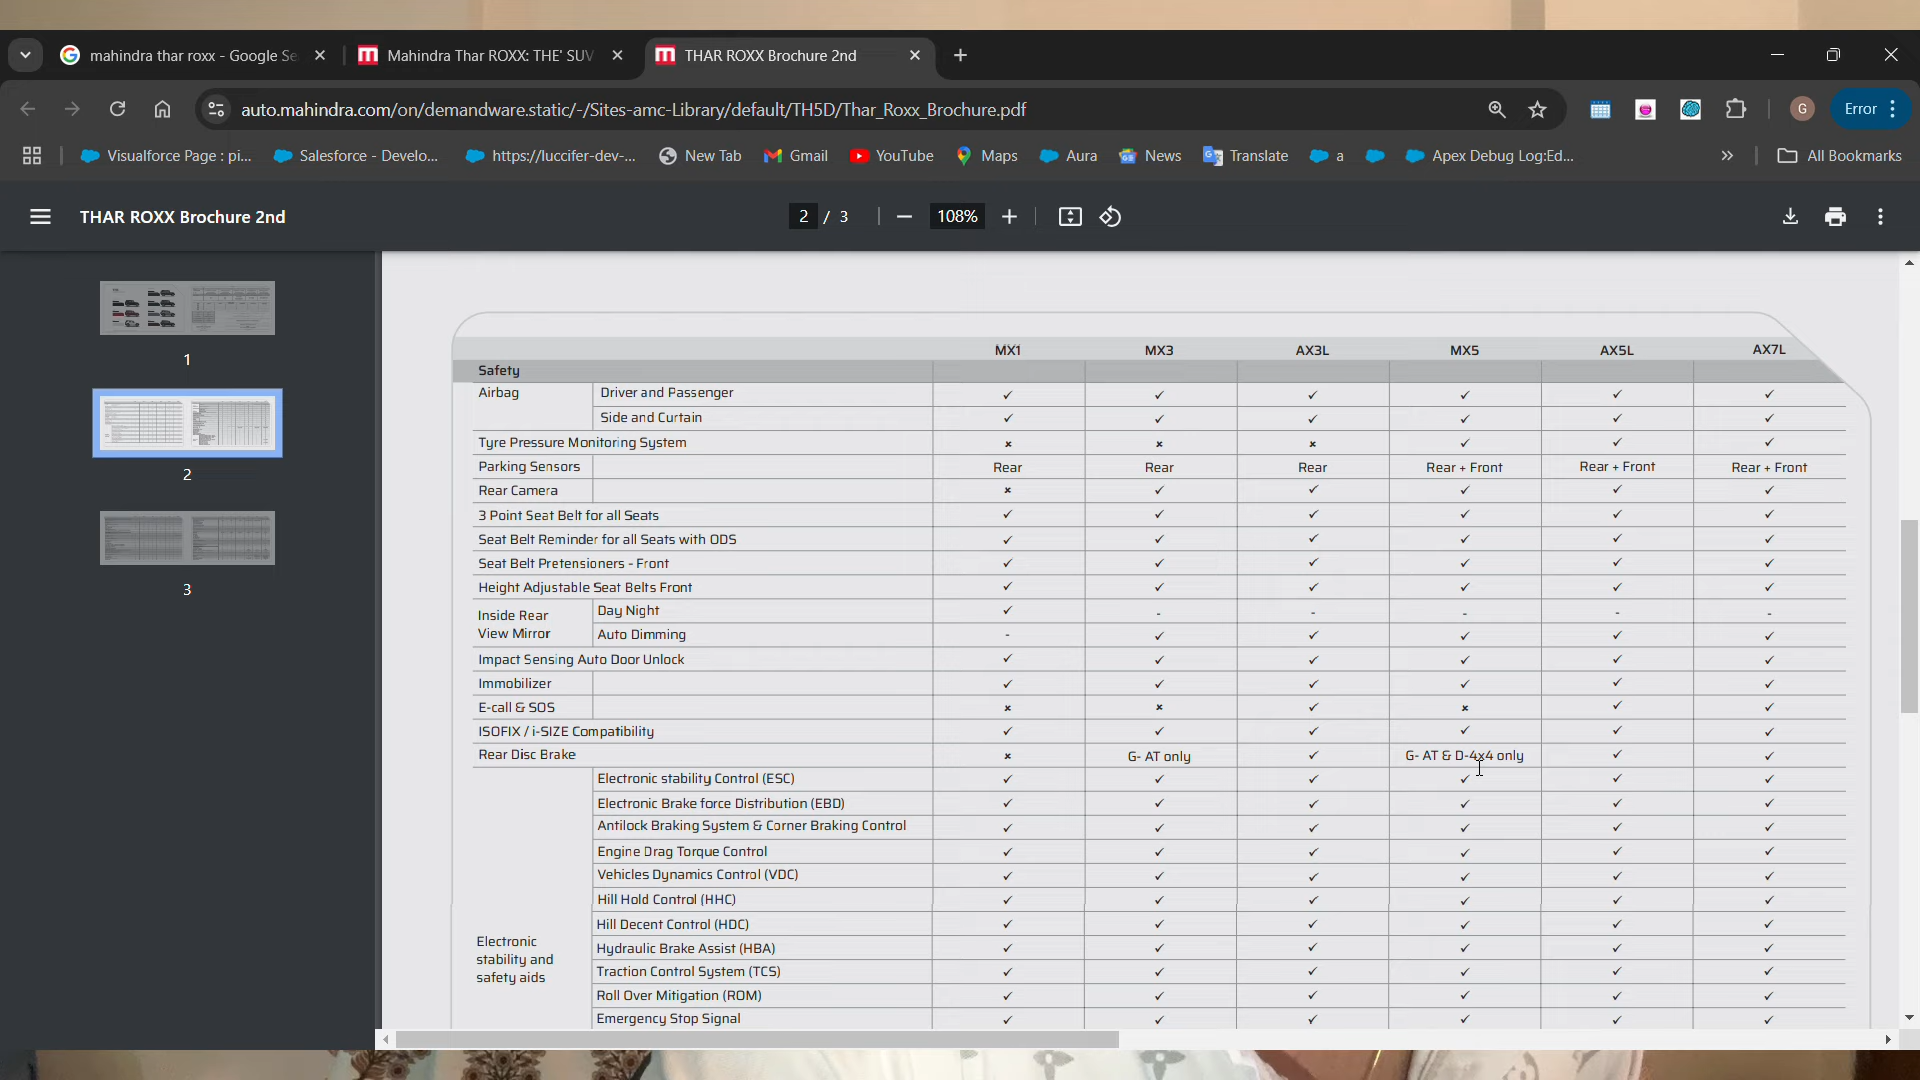 mahindra thar roxx - Google Se
Mahindra Thar ROXX: THE' SUV
THAR ROXX Brochure 2nd
auto.mahindra.com/on/demandware.static/-/Sites-amc-Library/default/TH5D/Thar_Roxx_Brochure.pdf
G
Error
Visualforce Page : pi...
Salesforce - Develo...
https://luccifer-dev-...
New Tab
Gmail
YouTube
Maps
Aura
News
Translate
a
Apex Debug Log:Ed...
All Bookmarks
THAR ROXX Brochure 2nd
2 / 3
108%
1
2
3
MX1 MX3 AX3L MX5 AX5L AX7L
Safety
Airbag Driver and Passenger ✓ ✓ ✓ ✓ ✓ ✓
Side and Curtain ✓ ✓ ✓ ✓ ✓ ✓
Tyre Pressure Monitoring System × × × ✓ ✓ ✓
Parking Sensors Rear Rear Rear Rear + Front Rear + Front Rear + Front
Rear Camera × ✓ ✓ ✓ ✓ ✓
3 Point Seat Belt for all Seats ✓ ✓ ✓ ✓ ✓ ✓
Seat Belt Reminder for all Seats with ODS ✓ ✓ ✓ ✓ ✓ ✓
Seat Belt Pretensioners - Front ✓ ✓ ✓ ✓ ✓ ✓
Height Adjustable Seat Belts Front ✓ ✓ ✓ ✓ ✓ ✓
Inside Rear
View Mirror
Day Night ✓ - - - - -
Auto Dimming - ✓ ✓ ✓ ✓ ✓
Impact Sensing Auto Door Unlock ✓ ✓ ✓ ✓ ✓ ✓
Immobilizer ✓ ✓ ✓ ✓ ✓ ✓
E-call & SOS × × ✓ × ✓ ✓
ISOFIX / i-SIZE Compatibility ✓ ✓ ✓ ✓ ✓ ✓
Rear Disc Brake × G- AT only ✓ G- AT & D-4x4 only ✓ ✓
Electronic
stability and
safety aids
Electronic stability Control (ESC) ✓ ✓ ✓ ✓ ✓ ✓
Electronic Brake force Distribution (EBD) ✓ ✓ ✓ ✓ ✓ ✓
Antilock Braking System & Corner Braking Control ✓ ✓ ✓ ✓ ✓ ✓
Engine Drag Torque Control ✓ ✓ ✓ ✓ ✓ ✓
Vehicles Dynamics Control (VDC) ✓ ✓ ✓ ✓ ✓ ✓
Hill Hold Control (HHC) ✓ ✓ ✓ ✓ ✓ ✓
Hill Decent Control (HDC) ✓ ✓ ✓ ✓ ✓ ✓
Hydraulic Brake Assist (HBA) ✓ ✓ ✓ ✓ ✓ ✓
Traction Control System (TCS) ✓ ✓ ✓ ✓ ✓ ✓
Roll Over Mitigation (ROM) ✓ ✓ ✓ ✓ ✓ ✓
Emergency Stop Signal ✓ ✓ ✓ ✓ ✓ ✓